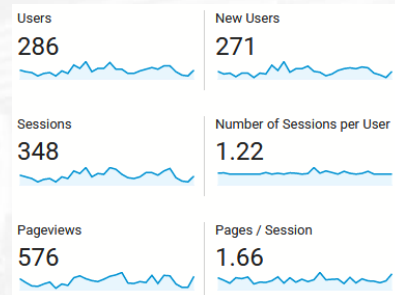 Users
286
New Users
271
Sessions
348
Number of Sessions per User
1.22
Pageviews
576
Pages / Session
1.66